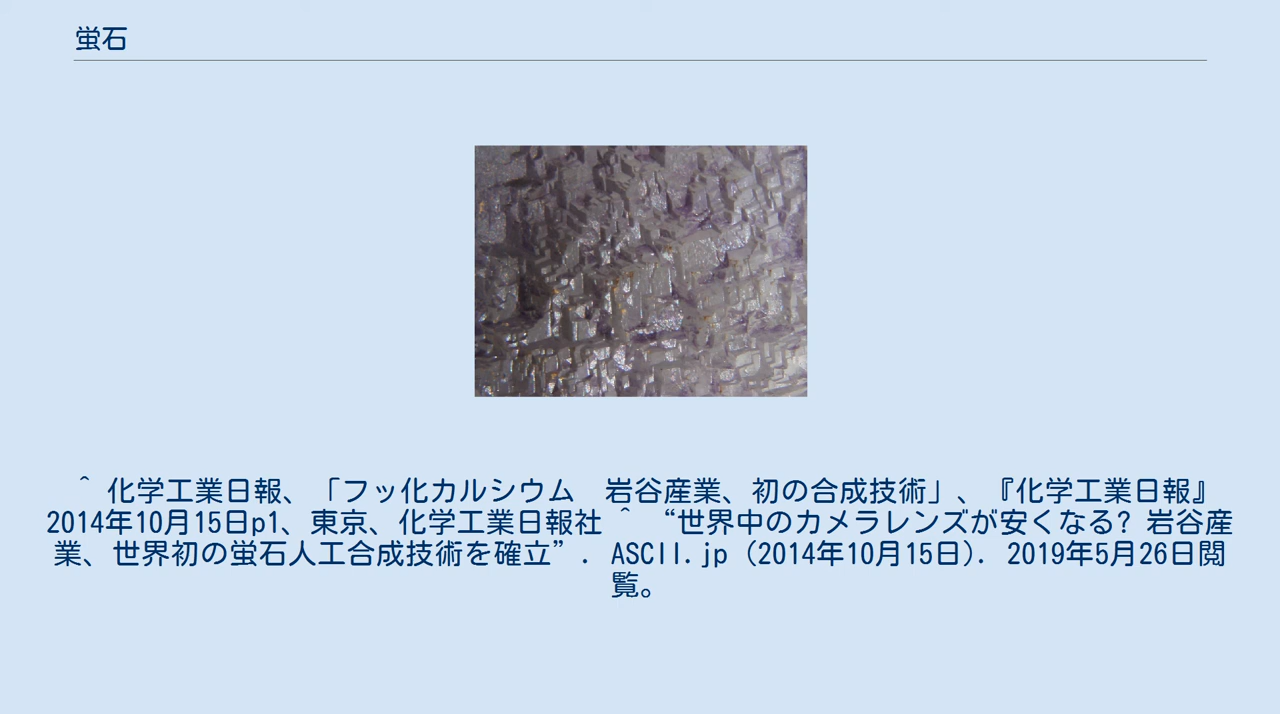 蛍石
^ 化学工業日報、「フッ化カルシウム　岩谷産業、初の合成技術」、『化学工業日報』
2014年10月15日p1、東京、化学工業日報社 ^ “世界中のカメラレンズが安くなる? 岩谷産
業、世界初の蛍石人工合成技術を確立”. ASCII.jp (2014年10月15日). 2019年5月26日閲
覧。